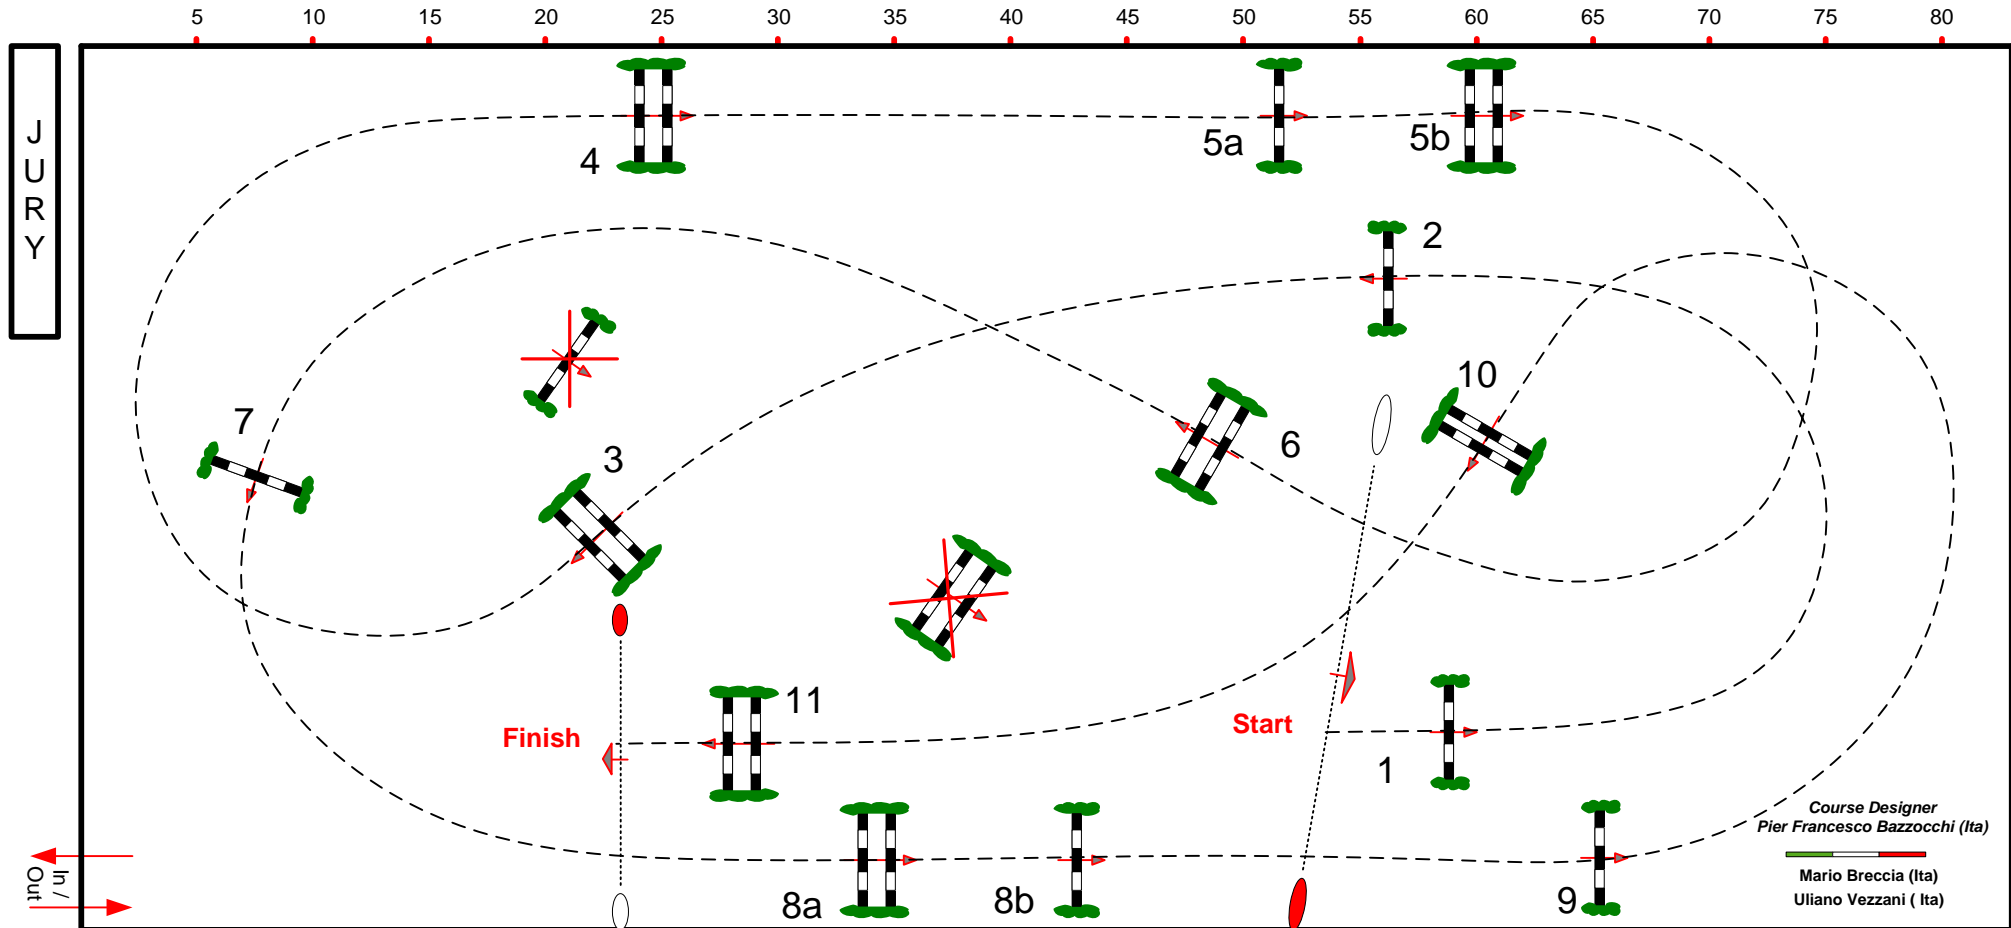 5 10 15 20 25 30 35 40 45 50 55 60 65 70 75 80
J
U
R
Y
4
5a
5b
2
10
7
3
6
11
Finish
Start
1
Course Designer
Pier Francesco Bazzocchi (Ita)
Mario Breccia (Ita)
Uliano Vezzani ( Ita)
In /
Out
8a
8b
9